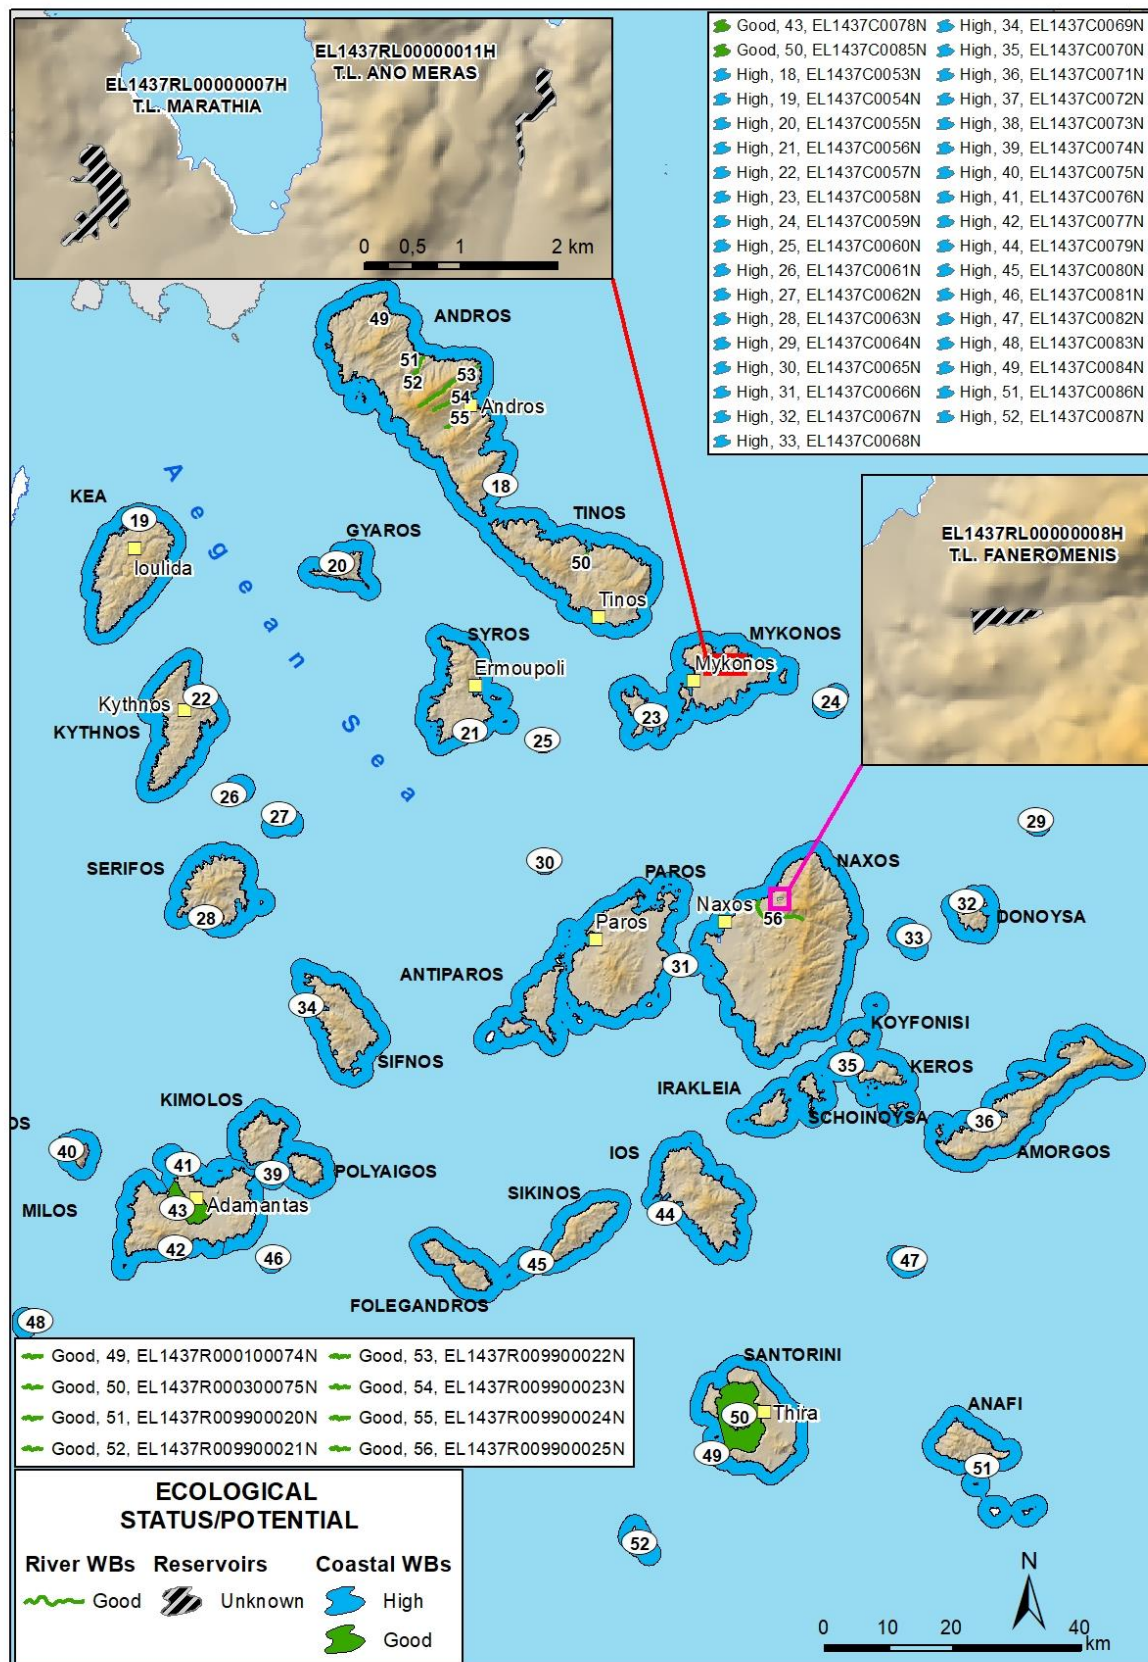 EL1437RL00000011H
T.L. ANO MERAS
EL1437RL00000007H
T.L. MARATHIA
0 0,5 1 2 km
Good, 43, EL1437C0078N
Good, 50, EL1437C0085N
High, 18, EL1437C0053N
High, 19, EL1437C0054N
High, 20, EL1437C0055N
High, 21, EL1437C0056N
High, 22, EL1437C0057N
High, 23, EL1437C0058N
High, 24, EL1437C0059N
High, 25, EL1437C0060N
High, 26, EL1437C0061N
High, 27, EL1437C0062N
High, 28, EL1437C0063N
High, 29, EL1437C0064N
High, 30, EL1437C0065N
High, 31, EL1437C0066N
High, 32, EL1437C0067N
High, 33, EL1437C0068N
High, 34, EL1437C0069N
High, 35, EL1437C0070N
High, 36, EL1437C0071N
High, 37, EL1437C0072N
High, 38, EL1437C0073N
High, 39, EL1437C0074N
High, 40, EL1437C0075N
High, 41, EL1437C0076N
High, 42, EL1437C0077N
High, 44, EL1437C0079N
High, 45, EL1437C0080N
High, 46, EL1437C0081N
High, 47, EL1437C0082N
High, 48, EL1437C0083N
High, 49, EL1437C0084N
High, 51, EL1437C0086N
High, 52, EL1437C0087N
49
ANDROS
51
52
53
54
Andros
55
18
KEA
19
Ioulida
Aegean Sea
GYAROS
20
TINOS
50
Tinos
EL1437RL00000008H
T.L. FANEROMENIS
SYROS
Ermoupoli
21
25
MYKONOS
Mykonos
23
24
Kythnos
22
KYTHNOS
26
27
29
SERIFOS
28
30
PAROS
Paros
NAXOS
Naxos
56
32
DONOYSA
33
ANTIPAROS
31
34
SIFNOS
KOYFONISI
35
KEROS
IRAKLEIA
SCHOINOYSA
36
AMORGOS
KIMOLOS
OS
40
41
39
POLYAIGOS
MILOS
43
Adamantas
42
46
IOS
44
SIKINOS
45
FOLEGANDROS
47
48
Good, 49, EL1437R000100074N
Good, 50, EL1437R000300075N
Good, 51, EL1437R009900020N
Good, 52, EL1437R009900021N
Good, 53, EL1437R009900022N
Good, 54, EL1437R009900023N
Good, 55, EL1437R009900024N
Good, 56, EL1437R009900025N
SANTORINI
50
Thira
49
ANAFI
51
52
ECOLOGICAL
STATUS/POTENTIAL
River WBs Reservoirs Coastal WBs
Good Unknown High
Good
N
0 10 20 40
km